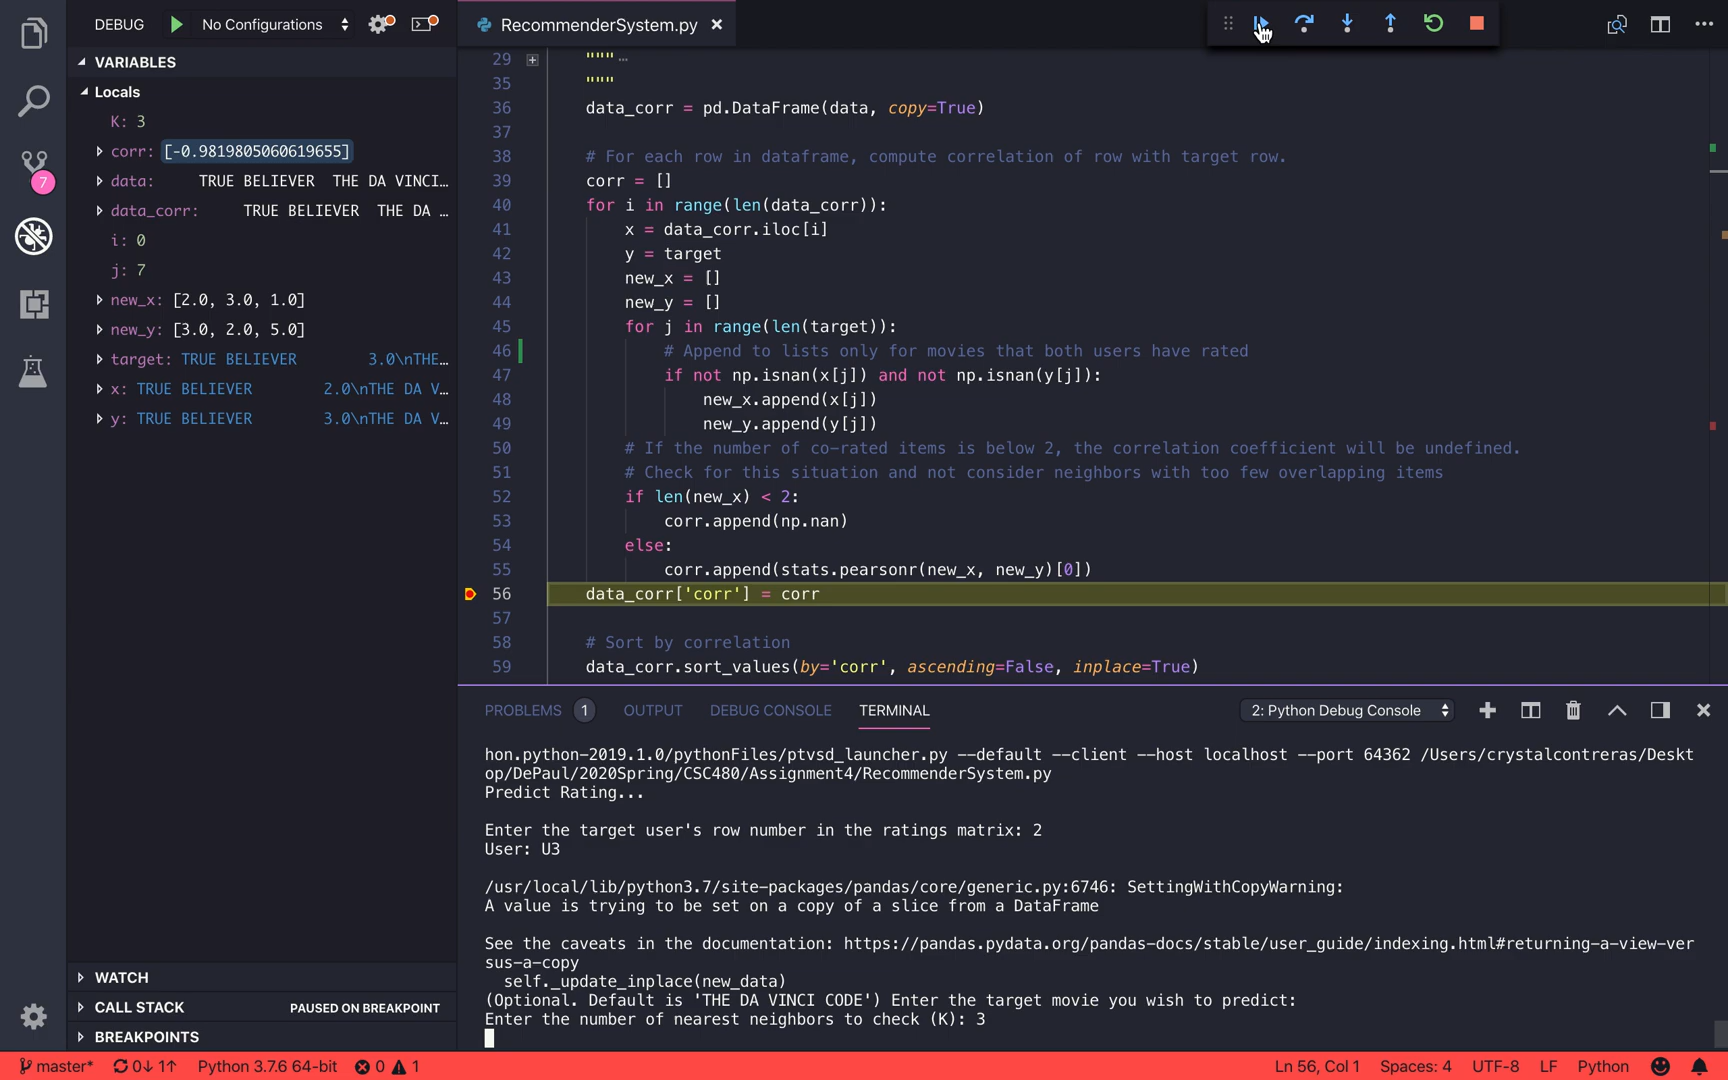 DEBUG No Configurations
RecommenderSystem.py
VARIABLES
Locals
K: 3
corr: [-0.9819805060619655]
data: TRUE BELIEVER THE DA VINCI…
data_corr: TRUE BELIEVER THE DA …
i: 0
j: 7
new_x: [2.0, 3.0, 1.0]
new_y: [3.0, 2.0, 5.0]
target: TRUE BELIEVER 3.0\nTHE…
x: TRUE BELIEVER 2.0\nTHE DA V…
y: TRUE BELIEVER 3.0\nTHE DA V…
7
WATCH
CALL STACK PAUSED ON BREAKPOINT
BREAKPOINTS
29 """…
35 """
36 data_corr = pd.DataFrame(data, copy=True)
37
38 # For each row in dataframe, compute correlation of row with target row.
39 corr = []
40 for i in range(len(data_corr)):
41 x = data_corr.iloc[i]
42 y = target
43 new_x = []
44 new_y = []
45 for j in range(len(target)):
46 # Append to lists only for movies that both users have rated
47 if not np.isnan(x[j]) and not np.isnan(y[j]):
48 new_x.append(x[j])
49 new_y.append(y[j])
50 # If the number of co-rated items is below 2, the correlation coefficient will be undefined.
51 # Check for this situation and not consider neighbors with too few overlapping items
52 if len(new_x) < 2:
53 corr.append(np.nan)
54 else:
55 corr.append(stats.pearsonr(new_x, new_y)[0])
56 data_corr['corr'] = corr
57
58 # Sort by correlation
59 data_corr.sort_values(by='corr', ascending=False, inplace=True)
PROBLEMS 1 OUTPUT DEBUG CONSOLE TERMINAL 2: Python Debug Console
hon.python-2019.1.0/pythonFiles/ptvsd_launcher.py --default --client --host localhost --port 64362 /Users/crystalcontreras/Deskt
op/DePaul/2020Spring/CSC480/Assignment4/RecommenderSystem.py
Predict Rating...
Enter the target user's row number in the ratings matrix: 2
User: U3
/usr/local/lib/python3.7/site-packages/pandas/core/generic.py:6746: SettingWithCopyWarning:
A value is trying to be set on a copy of a slice from a DataFrame
See the caveats in the documentation: https://pandas.pydata.org/pandas-docs/stable/user_guide/indexing.html#returning-a-view-ver
sus-a-copy
self._update_inplace(new_data)
(Optional. Default is 'THE DA VINCI CODE') Enter the target movie you wish to predict:
Enter the number of nearest neighbors to check (K): 3
master* 0↓ 1↑ Python 3.7.6 64-bit 0 1 Ln 56, Col 1 Spaces: 4 UTF-8 LF Python